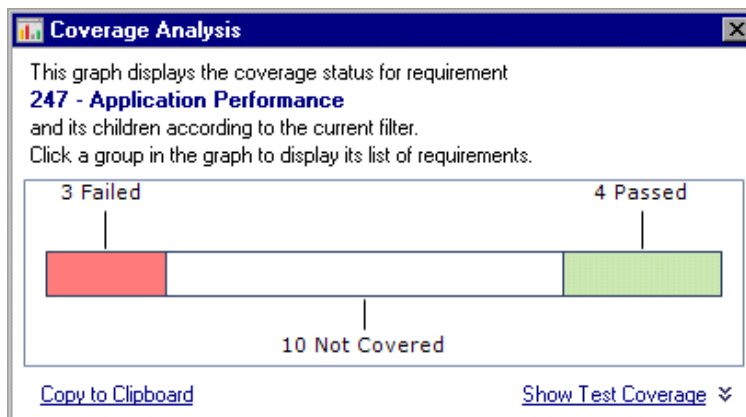 Coverage Analysis
This graph displays the coverage status for requirement
247 - Application Performance
and its children according to the current filter.
Click a group in the graph to display its list of requirements.
3 Failed
4 Passed
10 Not Covered
Copy to Clipboard
Show Test Coverage